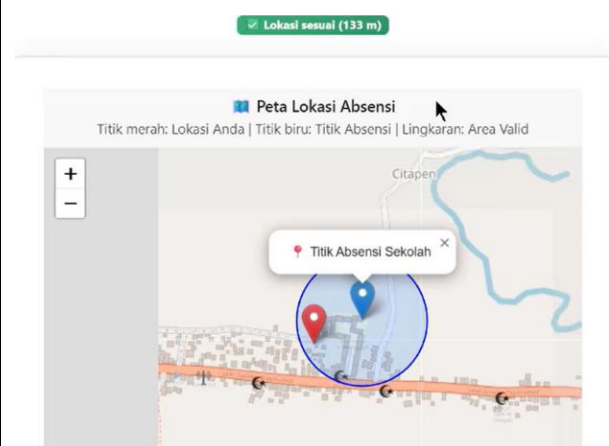 ✅ Lokasi sesuai (133 m)
🗺️ Peta Lokasi Absensi
Titik merah: Lokasi Anda | Titik biru: Titik Absensi | Lingkaran: Area Valid
+
−
Citapen
📍 Titik Absensi Sekolah ×